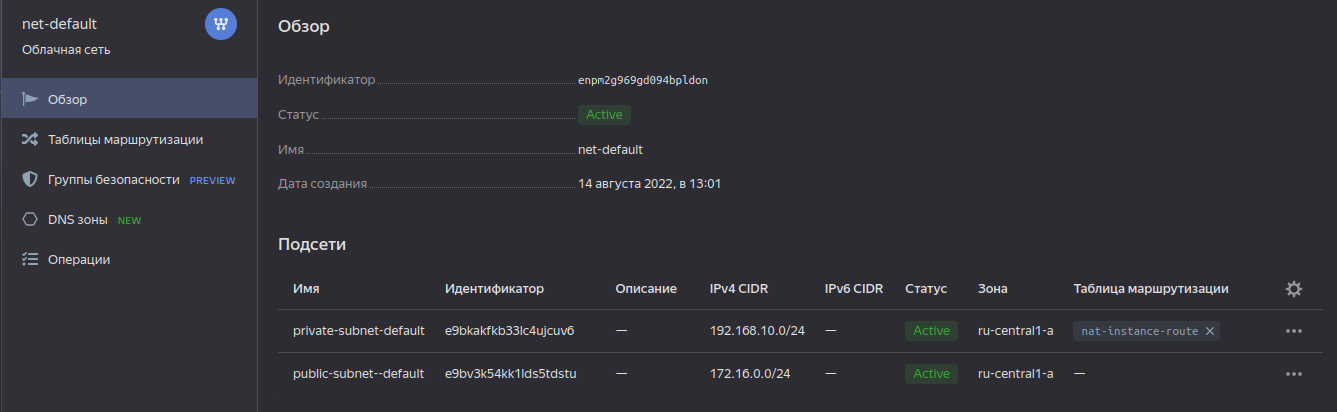 net-default
Облачная сеть
Обзор
Таблицы маршрутизации
Группы безопасности PREVIEW
DNS зоны NEW
Операции
Обзор
Идентификатор enpm2g969gd094bpldon
Статус Active
Имя net-default
Дата создания 14 августа 2022, в 13:01
Подсети
Имя Идентификатор Описание IPv4 CIDR IPv6 CIDR Статус Зона Таблица маршрутизации
private-subnet-default e9bkakfkb33lc4ujcuv6 — 192.168.10.0/24 — Active ru-central1-a nat-instance-route
public-subnet--default e9bv3k54kk1lds5tdstu — 172.16.0.0/24 — Active ru-central1-a —